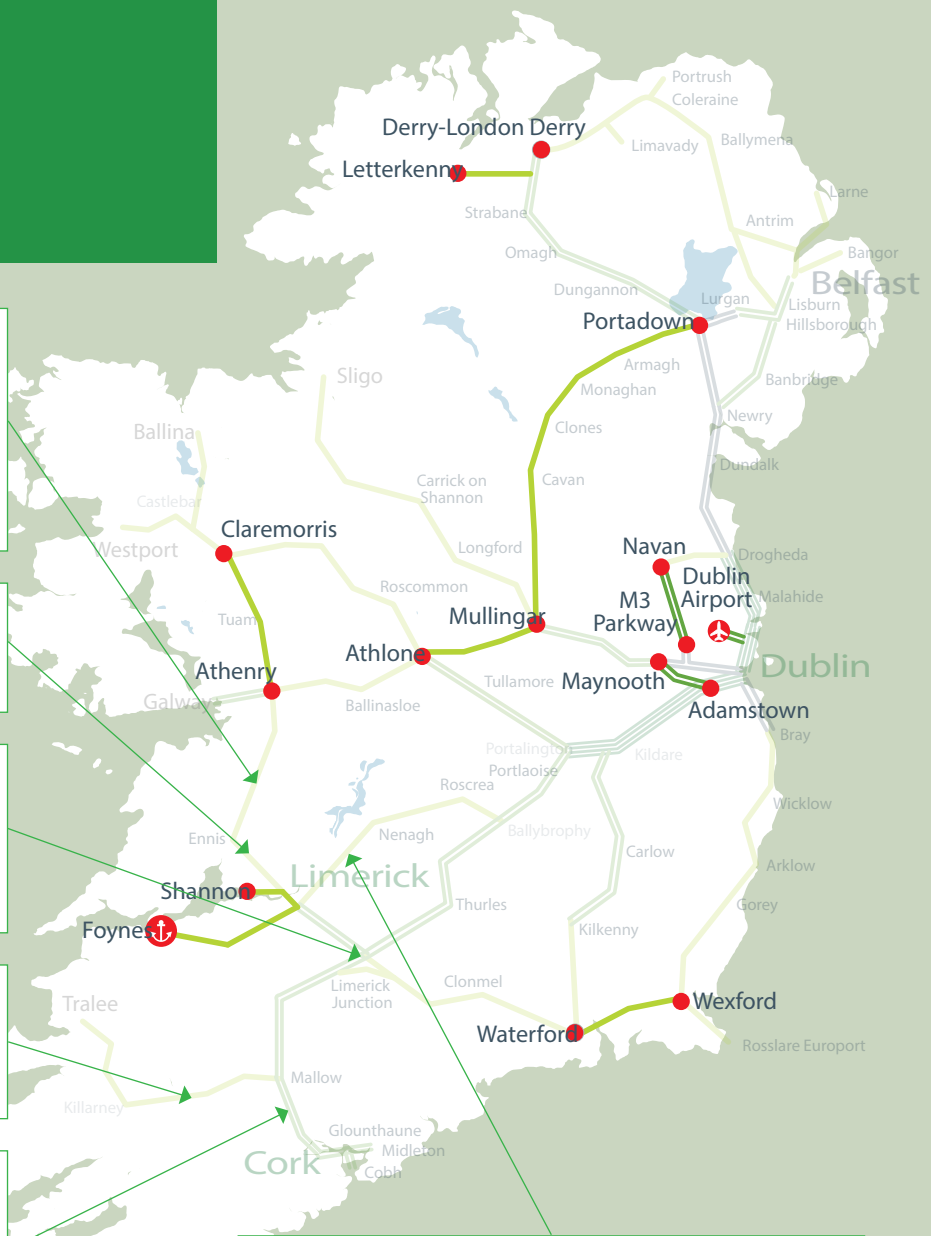 Portrush
Coleraine
Derry-London Derry
Limavady
Ballymena
Letterkenny
Larne
Strabane
Antrim
Omagh
Bangor
Belfast
Dungannon
Lurgan
Lisburn
Portadown
Hillsborough
Armagh
Sligo
Monaghan
Banbridge
Newry
Ballina
Clones
Dundalk
Carrick on
Shannon
Cavan
Castlebar
Claremorris
Westport
Longford
Navan
Drogheda
Dublin
Airport
Roscommon
M3
Parkway
Malahide
Tuam
Mullingar
Athlone
Dublin
Athenry
Tullamore
Maynooth
Galway
Ballinasloe
Adamstown
Bray
Portalington
Portlaoise
Kildare
Roscrea
Wicklow
Ennis
Nenagh
Ballybrophy
Carlow
Arklow
Limerick
Shannon
Thurles
Gorey
Foynes
Kilkenny
Limerick
Junction
Clonmel
Tralee
Wexford
Waterford
Rosslare Europort
Mallow
Killarney
Glounthaune
Midleton
Cork
Cobh